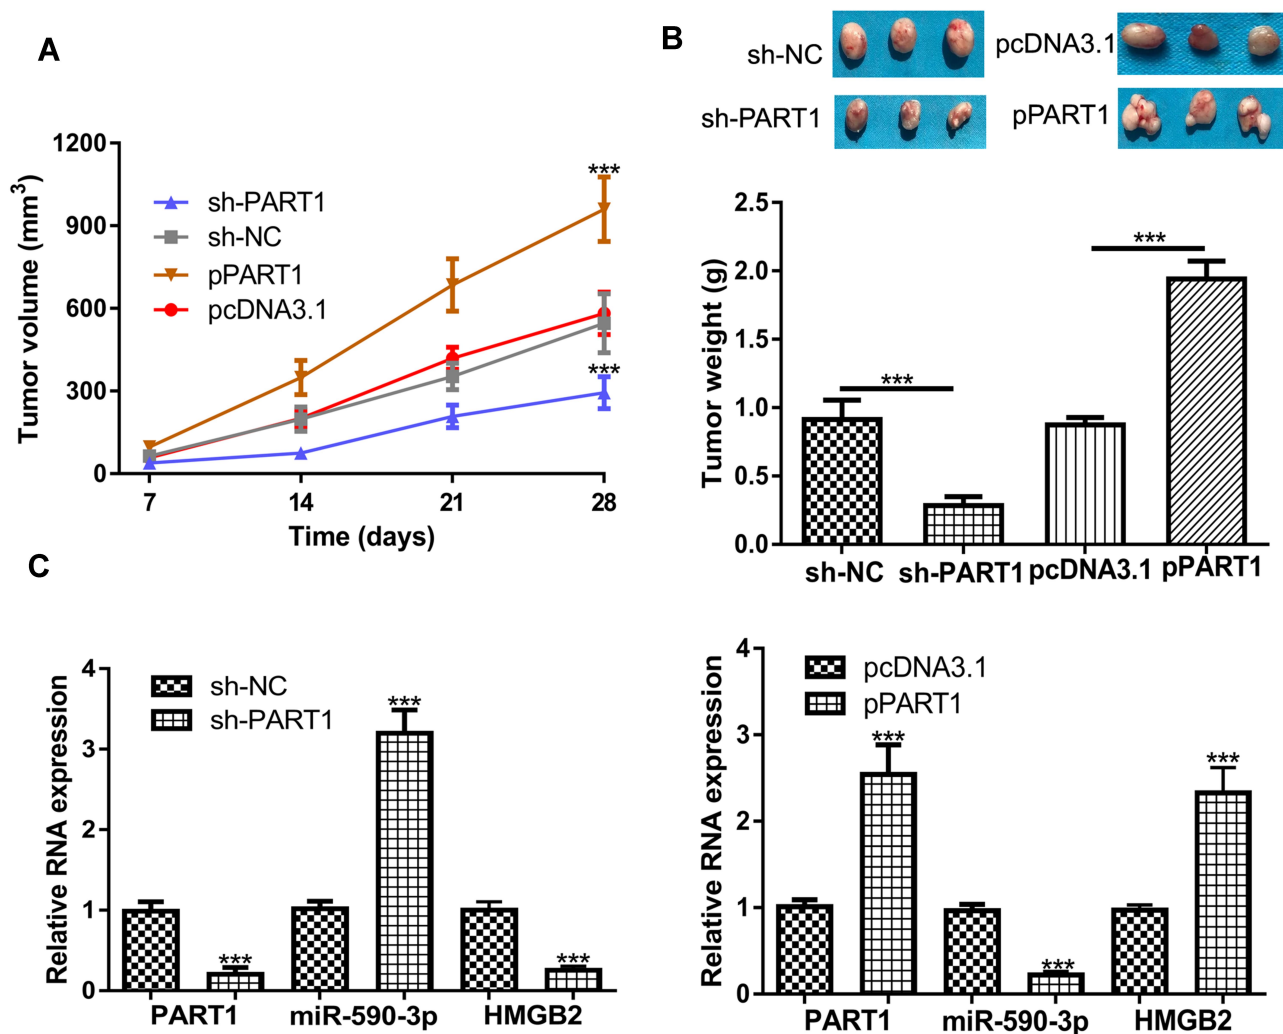 A
Tumor volume (mm³)
1200
900
600
300
0
sh-PART1
sh-NC
pPART1
pcDNA3.1
***
***
7 14 21 28
Time (days)
B
sh-NC
pcDNA3.1
sh-PART1
pPART1
Tumor weight (g)
2.5
2.0
1.5
1.0
0.5
0.0
***
***
sh-NC sh-PART1 pcDNA3.1 pPART1
C
Relative RNA expression
4
3
2
1
0
sh-NC
sh-PART1
***
***
***
PART1 miR-590-3p HMGB2
Relative RNA expression
4
3
2
1
0
pcDNA3.1
pPART1
***
***
***
PART1 miR-590-3p HMGB2